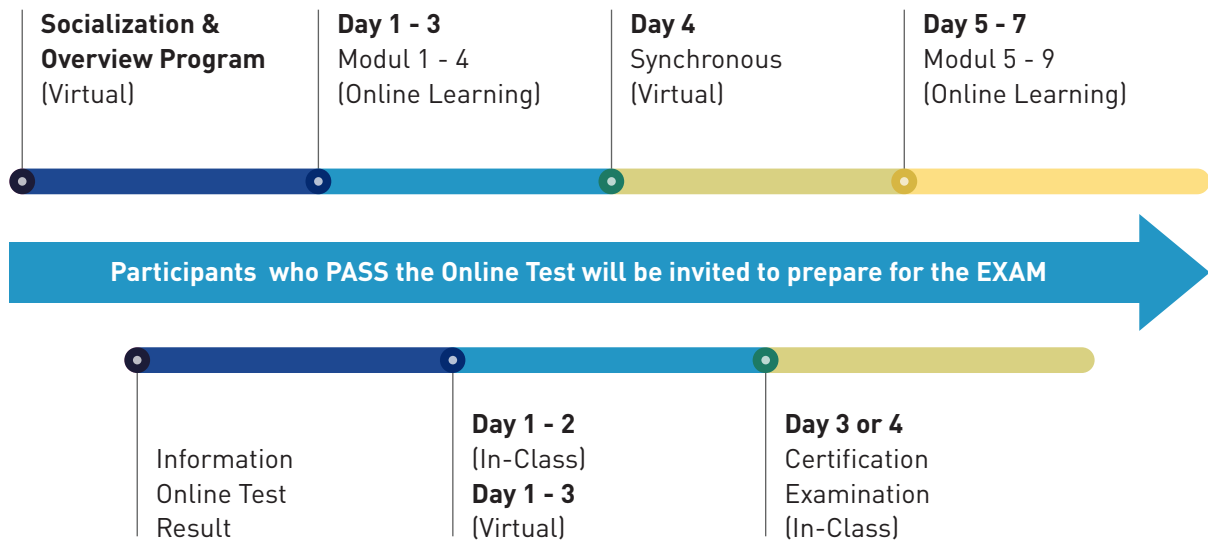 Socialization &
Overview Program
(Virtual)
Day 1 - 3
Modul 1 - 4
(Online Learning)
Day 4
Synchronous
(Virtual)
Day 5 - 7
Modul 5 - 9
(Online Learning)
Participants who PASS the Online Test will be invited to prepare for the EXAM
Information
Online Test
Result
Day 1 - 2
(In-Class)
Day 1 - 3
(Virtual)
Day 3 or 4
Certification
Examination
(In-Class)